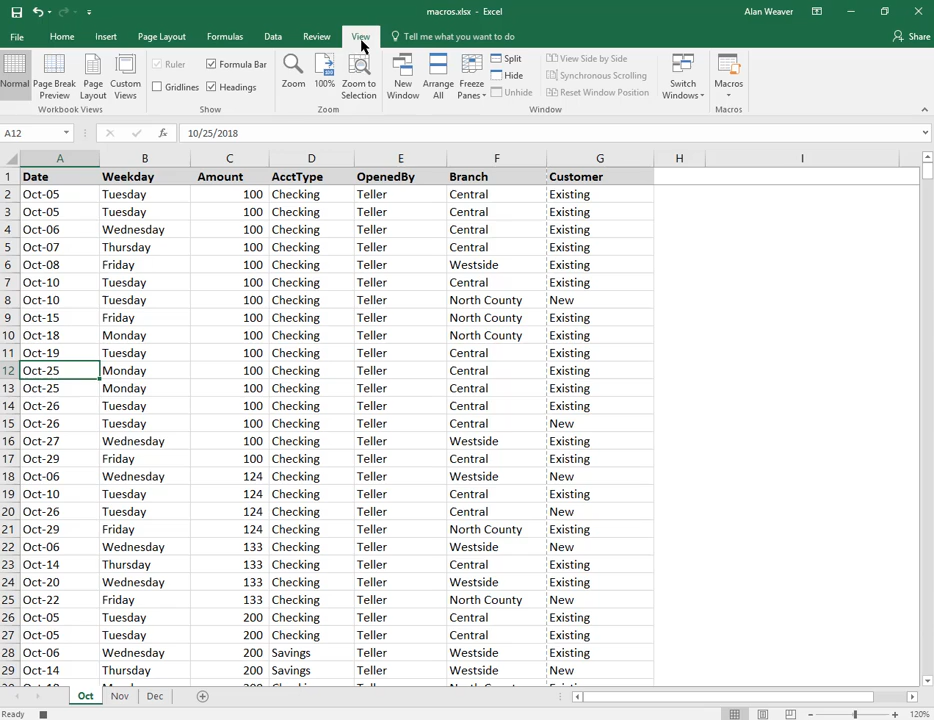 macros.xlsx - Excel
Alan Weaver
File Home Insert Page Layout Formulas Data Review View Tell me what you want to do Share
Normal Page Break Preview Page Layout Custom Views
Workbook Views
Ruler Formula Bar
Gridlines Headings
Show
Zoom 100% Zoom to Selection
Zoom
New Window Arrange All Freeze Panes
Split
Hide
Unhide
View Side by Side
Synchronous Scrolling
Reset Window Position
Switch Windows
Window
Macros
Macros
A12 fx 10/25/2018
A B C D E F G H I
1 Date Weekday Amount AcctType OpenedBy Branch Customer
2 Oct-05 Tuesday 100 Checking Teller Central Existing
3 Oct-05 Tuesday 100 Checking Teller Central Existing
4 Oct-06 Wednesday 100 Checking Teller Central Existing
5 Oct-07 Thursday 100 Checking Teller Central Existing
6 Oct-08 Friday 100 Checking Teller Westside Existing
7 Oct-10 Tuesday 100 Checking Teller Central Existing
8 Oct-10 Tuesday 100 Checking Teller North County New
9 Oct-15 Friday 100 Checking Teller North County Existing
10 Oct-18 Monday 100 Checking Teller North County Existing
11 Oct-19 Tuesday 100 Checking Teller Central Existing
12 Oct-25 Monday 100 Checking Teller Central Existing
13 Oct-25 Monday 100 Checking Teller Central Existing
14 Oct-26 Tuesday 100 Checking Teller Central Existing
15 Oct-26 Tuesday 100 Checking Teller Central New
16 Oct-27 Wednesday 100 Checking Teller Westside Existing
17 Oct-29 Friday 100 Checking Teller Central Existing
18 Oct-06 Wednesday 124 Checking Teller Westside New
19 Oct-10 Tuesday 124 Checking Teller Central Existing
20 Oct-26 Tuesday 124 Checking Teller Central New
21 Oct-29 Friday 124 Checking Teller North County Existing
22 Oct-06 Wednesday 133 Checking Teller Westside New
23 Oct-14 Thursday 133 Checking Teller Central Existing
24 Oct-20 Wednesday 133 Checking Teller Westside Existing
25 Oct-22 Friday 133 Checking Teller North County New
26 Oct-05 Tuesday 200 Checking Teller Central Existing
27 Oct-05 Tuesday 200 Checking Teller Central Existing
28 Oct-06 Wednesday 200 Savings Teller Westside Existing
29 Oct-14 Thursday 200 Savings Teller Westside New
Oct Nov Dec
Ready 120%